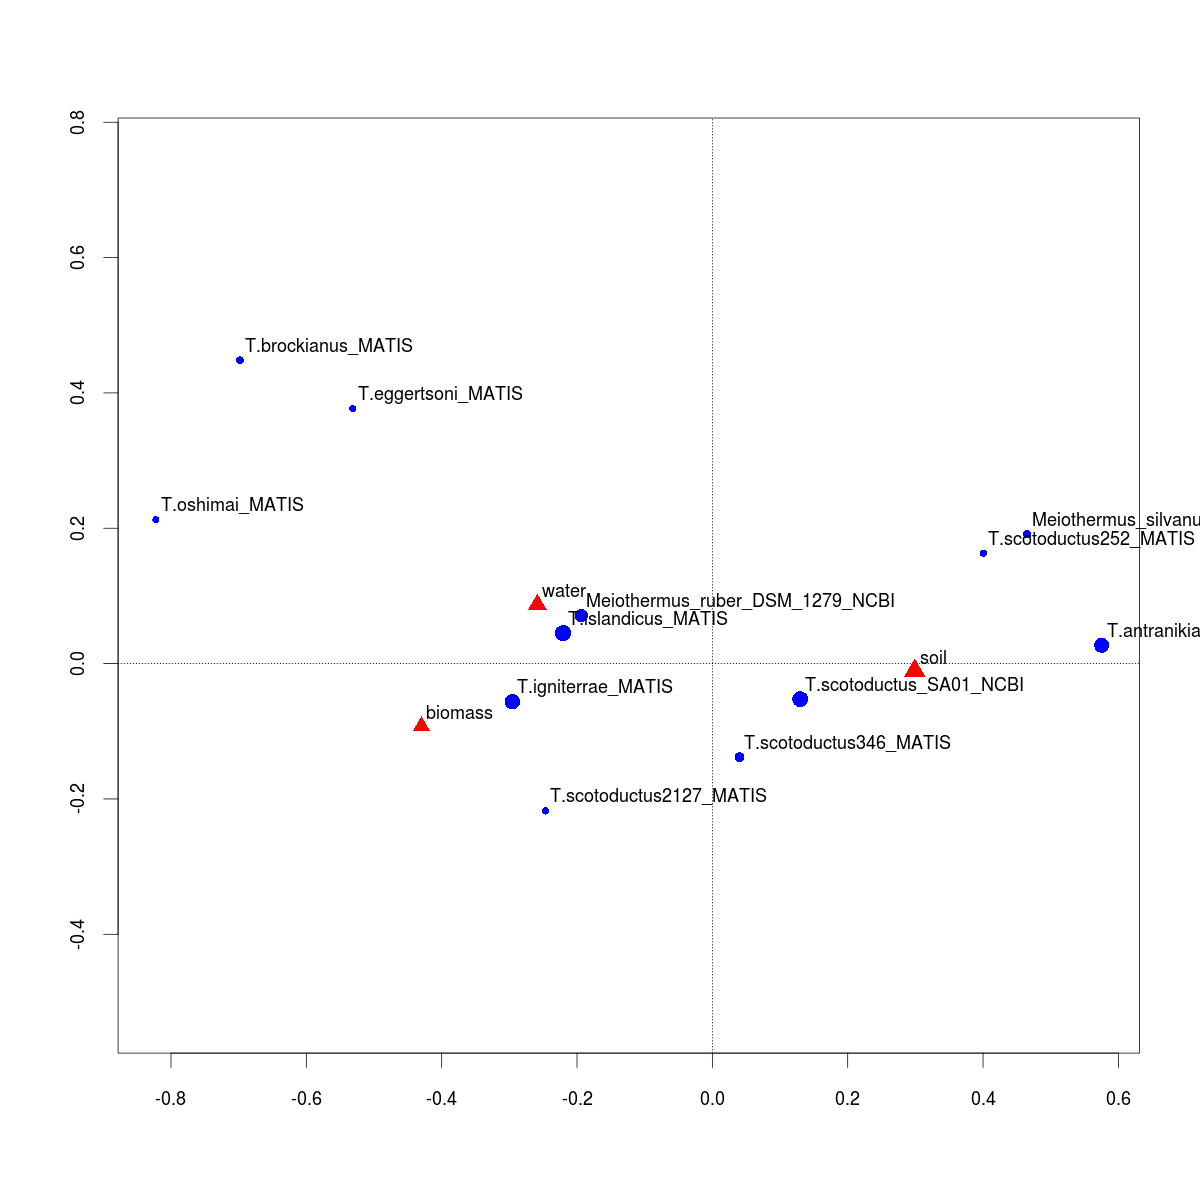 0.8
0.6
0.4
0.2
0.0
-0.2
-0.4
T.brockianus_MATIS
T.eggertsoni_MATIS
T.oshimai_MATIS
Meiothermus_silvanu
T.scotoductus252_MATIS
water
Meiothermus_ruber_DSM_1279_NCBI
T.islandicus_MATIS
T.antranikia
soil
T.igniterrae_MATIS
T.scotoductus_SA01_NCBI
biomass
T.scotoductus346_MATIS
T.scotoductus2127_MATIS
-0.8 -0.6 -0.4 -0.2 0.0 0.2 0.4 0.6